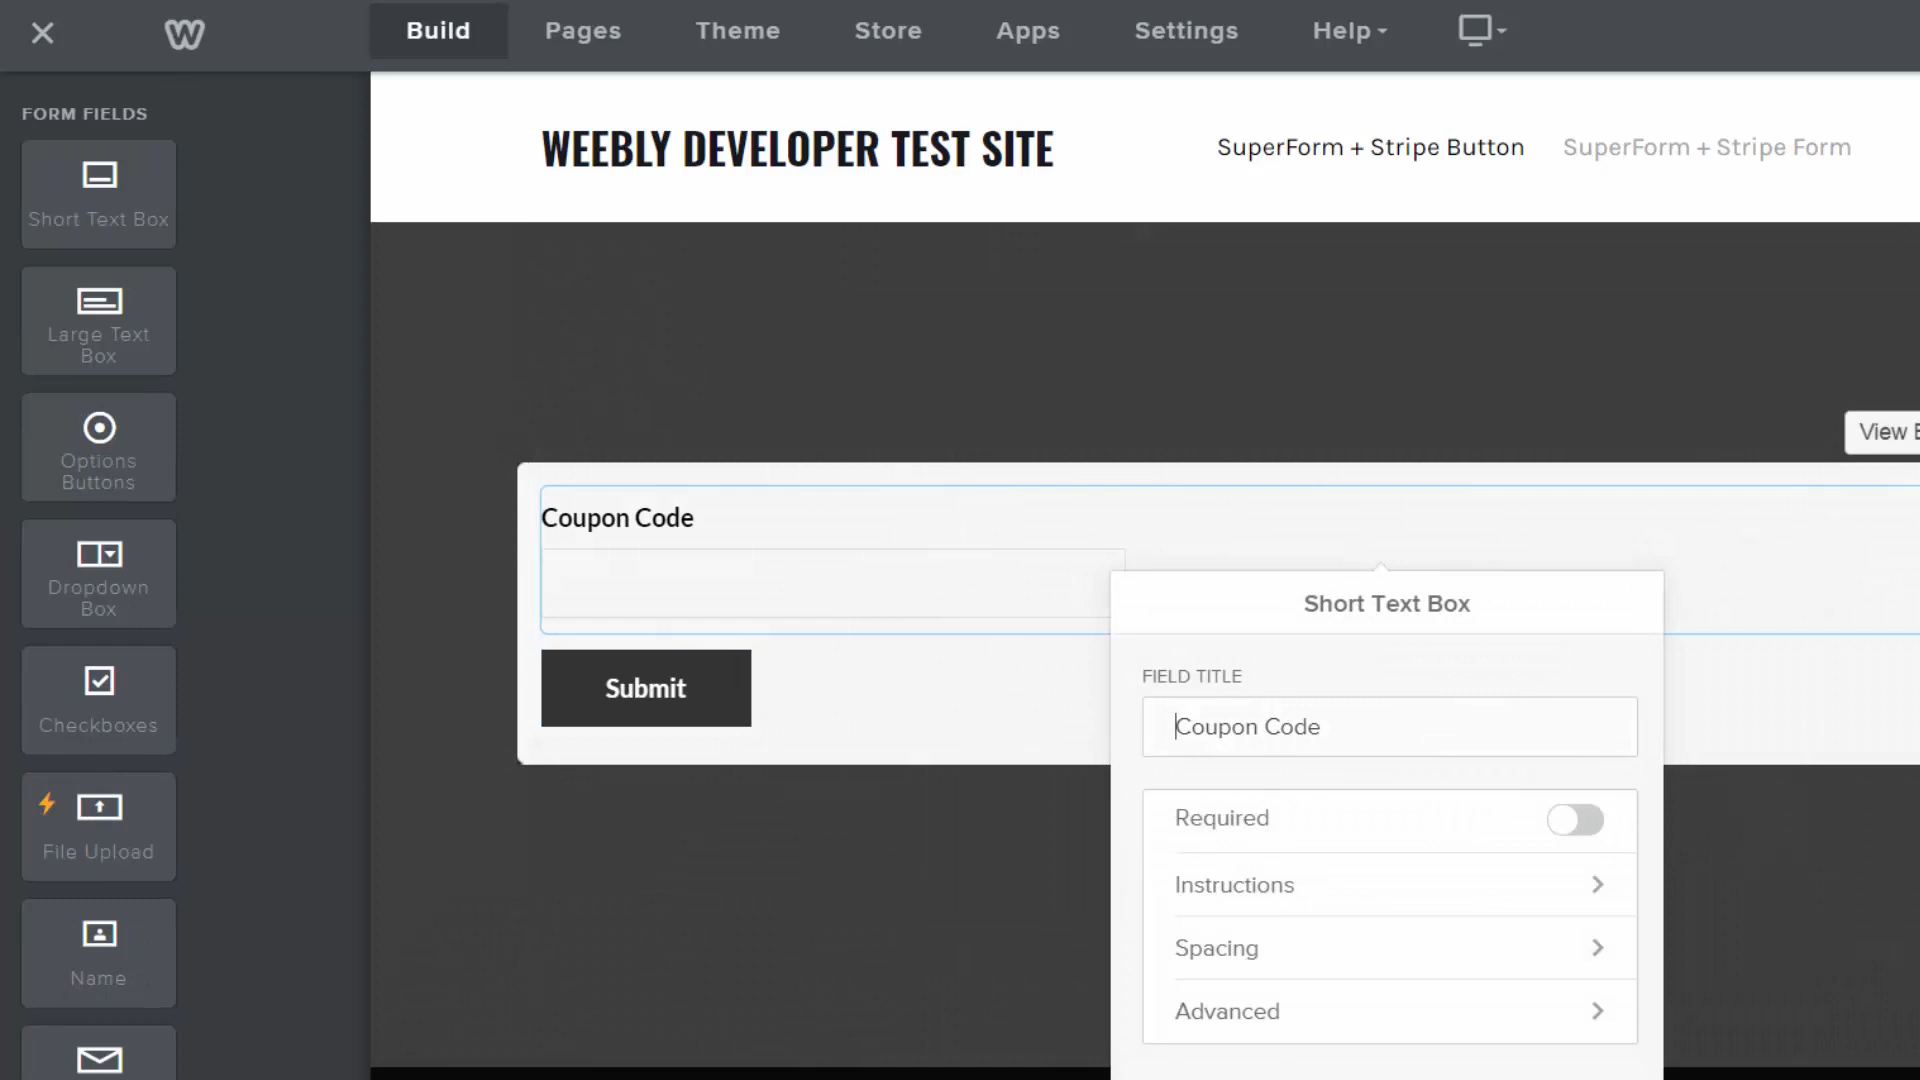 Build
Pages
Theme
Store
Apps
Settings
Help
FORM FIELDS
Short Text Box
Large Text
Box
Options
Buttons
Dropdown
Box
Checkboxes
File Upload
Name
WEEBLY DEVELOPER TEST SITE
SuperForm + Stripe Button
SuperForm + Stripe Form
View
Coupon Code
Submit
Short Text Box
FIELD TITLE
Coupon Code
Required
Instructions
Spacing
Advanced